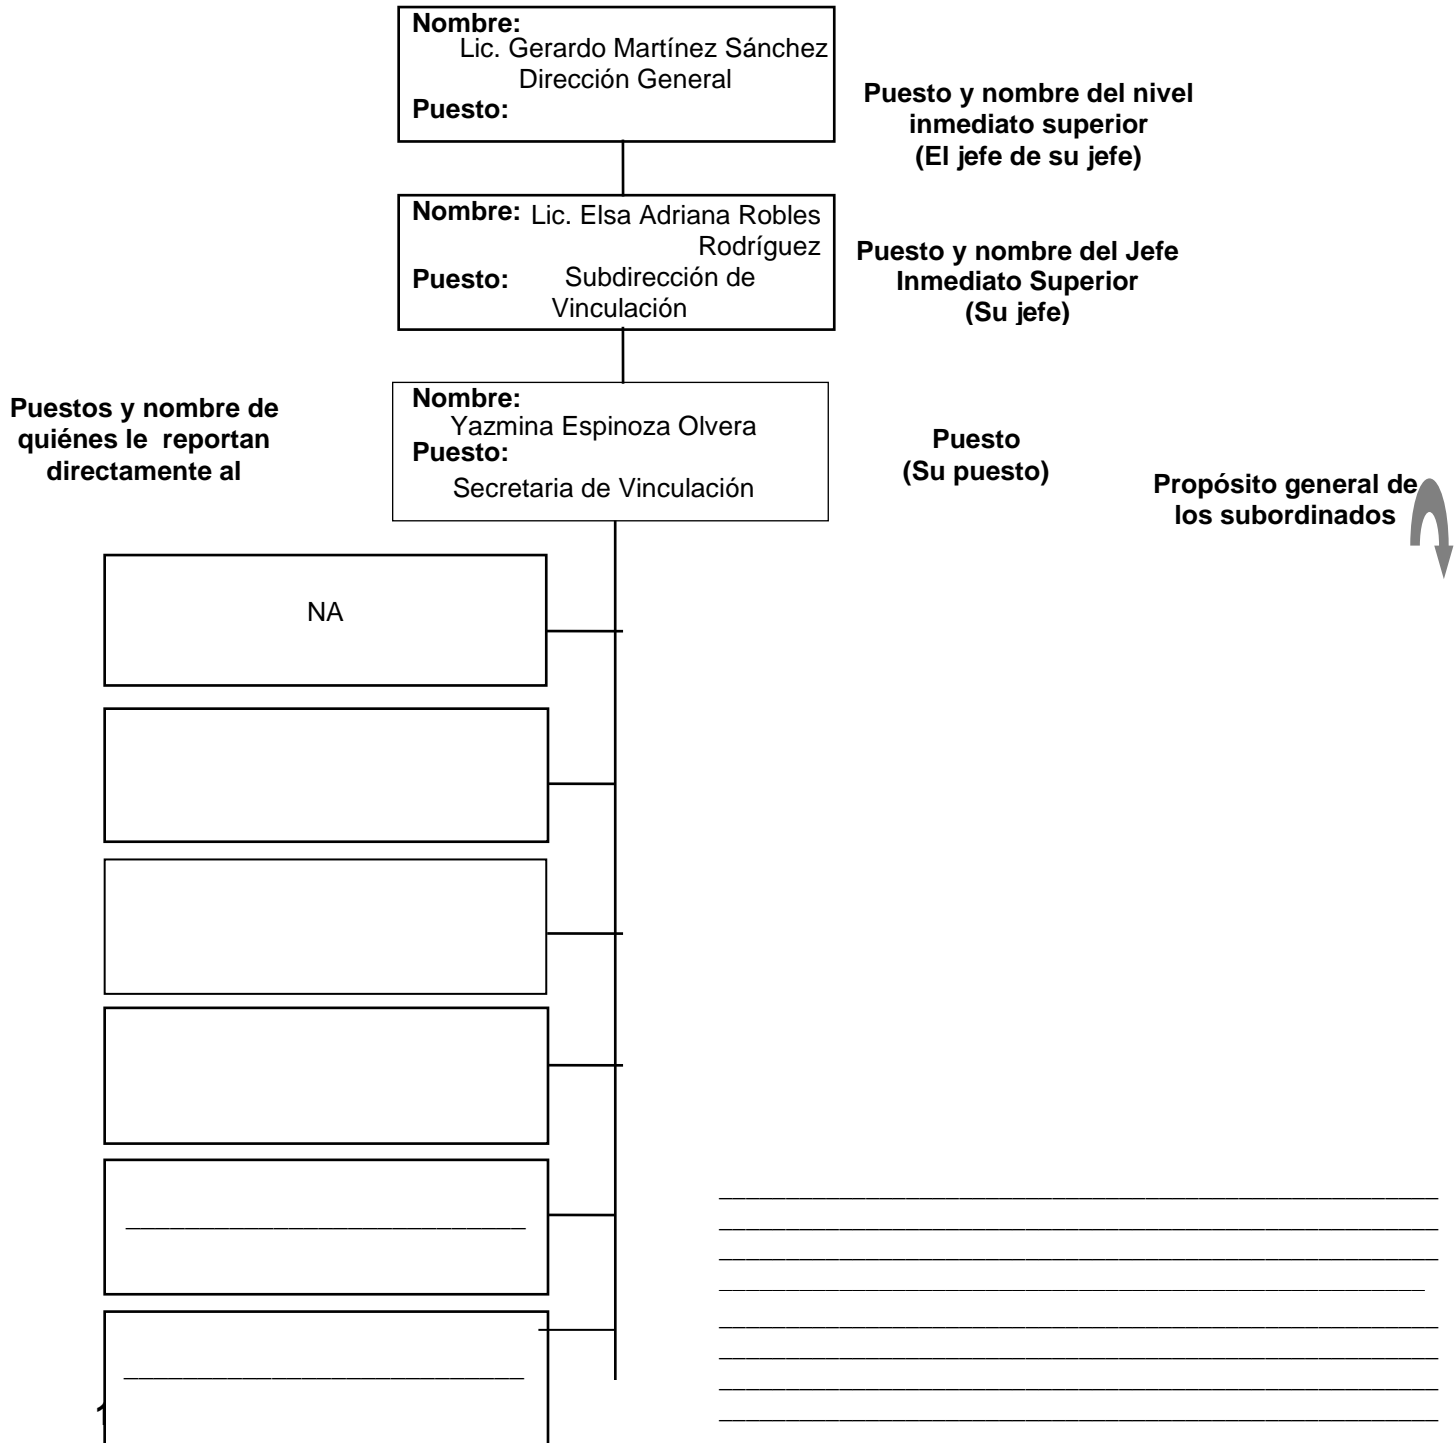 Nombre:
Lic. Gerardo Martínez Sánchez
Dirección General
Puesto:
Puesto y nombre del nivel
inmediato superior
(El jefe de su jefe)
Nombre: Lic. Elsa Adriana Robles
Rodríguez
Puesto: Subdirección de
Vinculación
Puesto y nombre del Jefe
Inmediato Superior
(Su jefe)
Puestos y nombre de
quiénes le reportan
directamente al
Nombre:
Yazmina Espinoza Olvera
Puesto:
Secretaria de Vinculación
Puesto
(Su puesto)
Propósito general de
los subordinados
NA